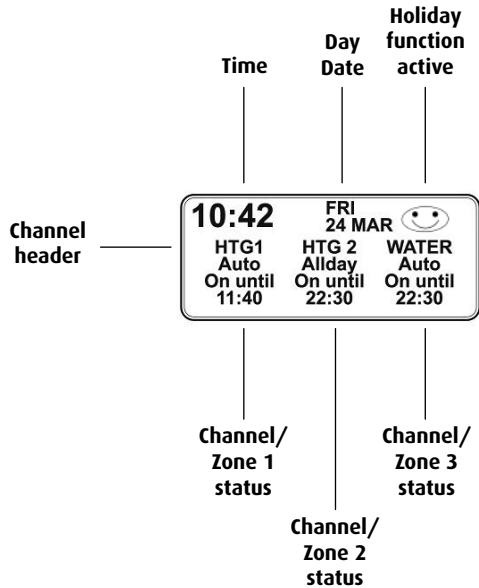 Holiday
function
active
Day
Date
Time
10:42
FRI
24 MAR
Channel
header
HTG1 HTG 2 WATER
Auto Allday Auto
On until On until On until
11:40 22:30 22:30
Channel/
Zone 1
status
Channel/
Zone 3
status
Channel/
Zone 2
status